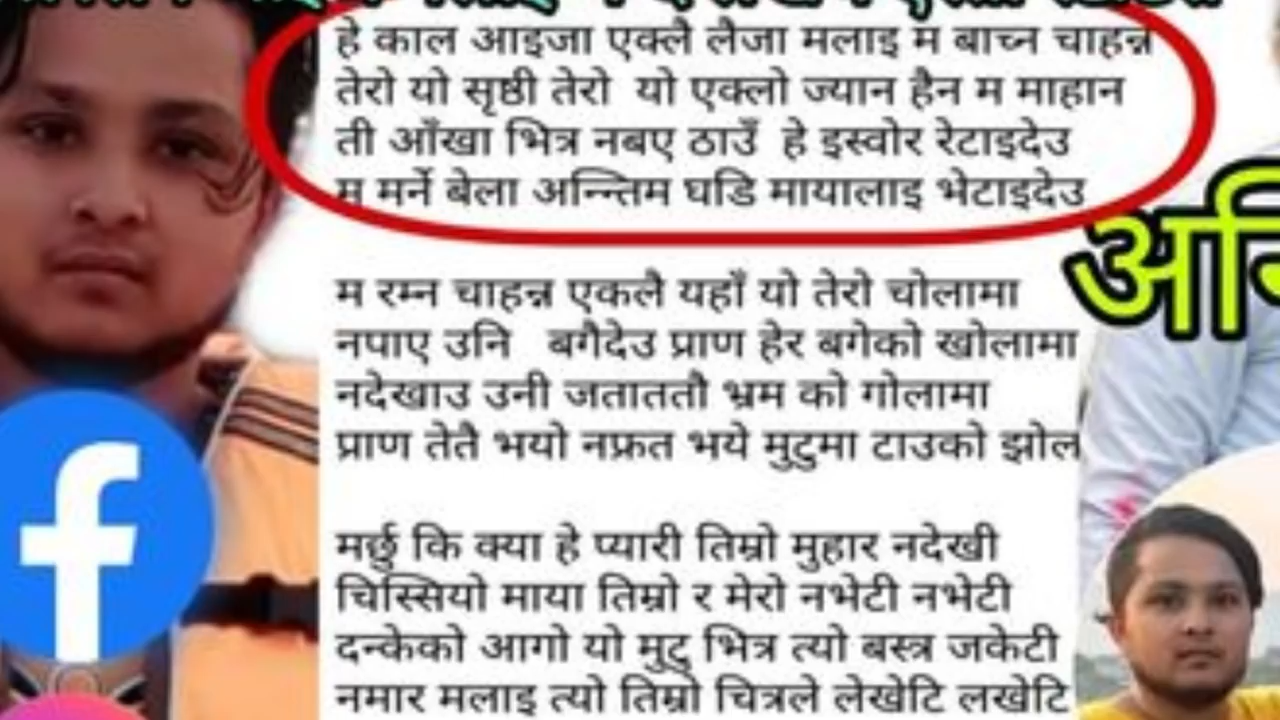 हे काल आइजा एक्लै लैजा मलाइ म बाच्न चाहन्न
तेरो यो सृष्ठी तेरो यो एक्लो ज्यान हैन म माहान
ती आँखा भित्र नबए ठाउँ हे इस्वोर रेटाइदेउ
म मर्ने बेला अन्न्तिम घडि मायालाइ भेटाइदेउ
म रम्न चाहन्न एकलै यहाँ यो तेरो चोलामा
नपाए उनि बगैदेउ प्राण हेर बगेको खोलामा
नदेखाउ उनी जताततौ भ्रम को गोलामा
प्राण तेतै भयो नफ्रत भये मुटुमा टाउको झोल
मर्छु कि क्या हे प्यारी तिम्रो मुहार नदेखी
चिस्सियो माया तिम्रो र मेरो नभेटी नभेटी
दन्केको आगो यो मुटु भित्र त्यो बस्त्र जकेटी
नमार मलाइ त्यो तिम्रो चित्रले लेखेटि लखेटि